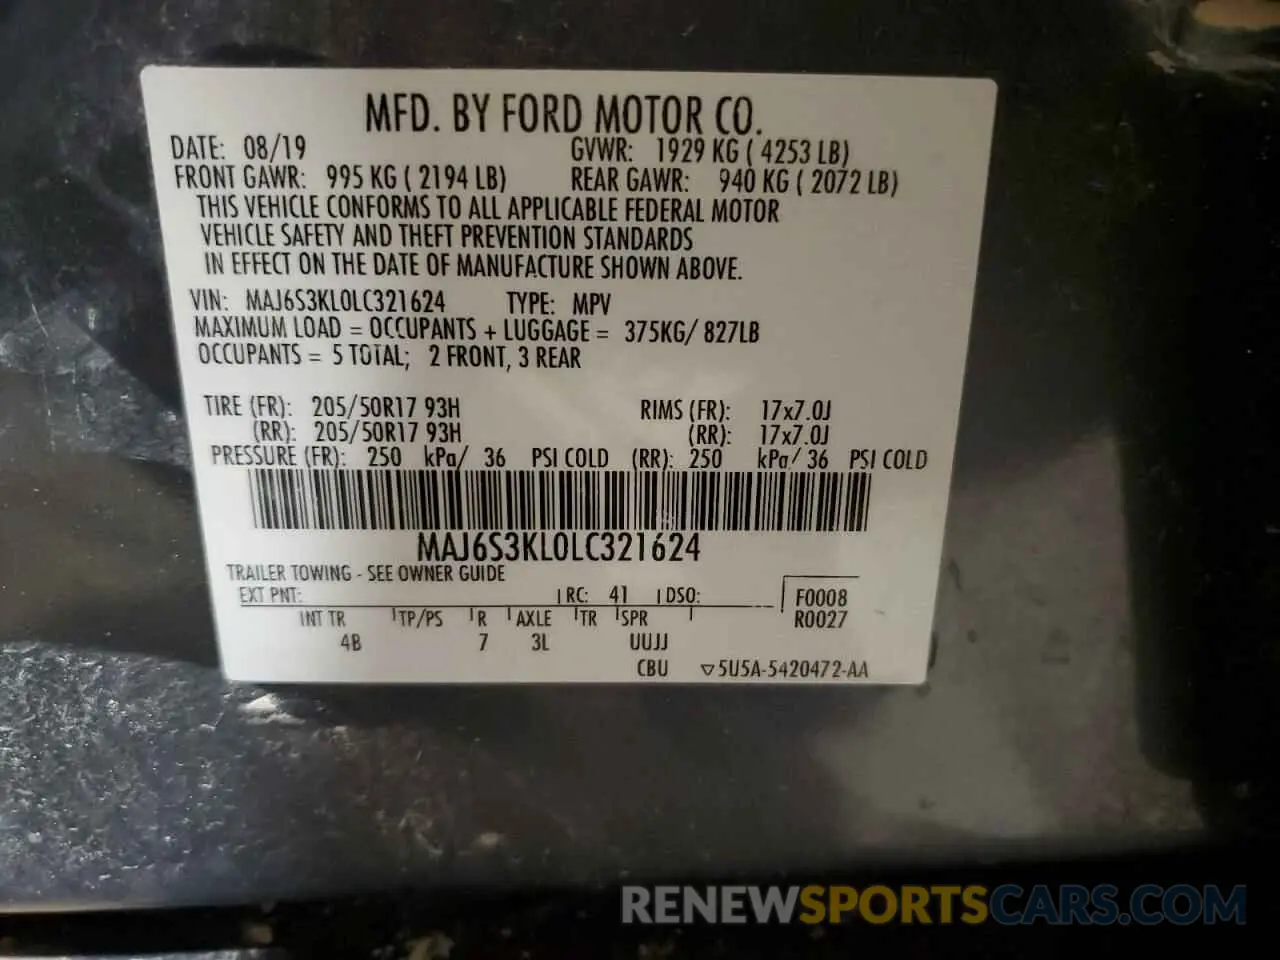 MFD. BY FORD MOTOR CO.
DATE: 08/19 GVWR: 1929 KG ( 4253 LB)
FRONT GAWR: 995 KG ( 2194 LB) REAR GAWR: 940 KG ( 2072 LB)
THIS VEHICLE CONFORMS TO ALL APPLICABLE FEDERAL MOTOR
VEHICLE SAFETY AND THEFT PREVENTION STANDARDS
IN EFFECT ON THE DATE OF MANUFACTURE SHOWN ABOVE.
VIN: MAJ6S3KL0LC321624 TYPE: MPV
MAXIMUM LOAD = OCCUPANTS + LUGGAGE = 375KG/ 827LB
OCCUPANTS = 5 TOTAL; 2 FRONT, 3 REAR
TIRE (FR): 205/50R17 93H RIMS (FR): 17x7.0J
(RR): 205/50R17 93H (RR): 17x7.0J
PRESSURE (FR): 250 kPa/ 36 PSI COLD (RR): 250 kPa/ 36 PSI COLD
MAJ6S3KL0LC321624
TRAILER TOWING - SEE OWNER GUIDE
EXT PNT: RC: 41 DSO: F0008
INT TR TP/PS R AXLE TR SPR R0027
4B 7 3L UUJJ
CBU ▽5U5A-5420472-AA
RENEWSPORTSCARS.COM